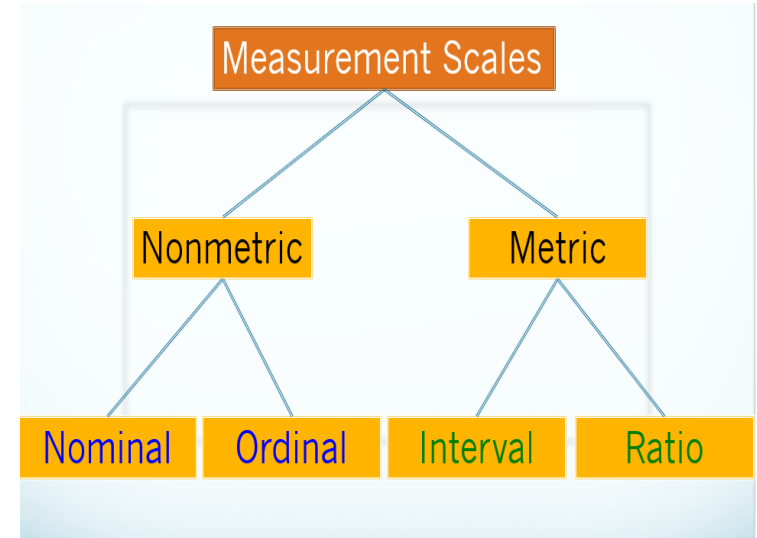 Measurement Scales
Nonmetric
Metric
Nominal
Ordinal
Interval
Ratio